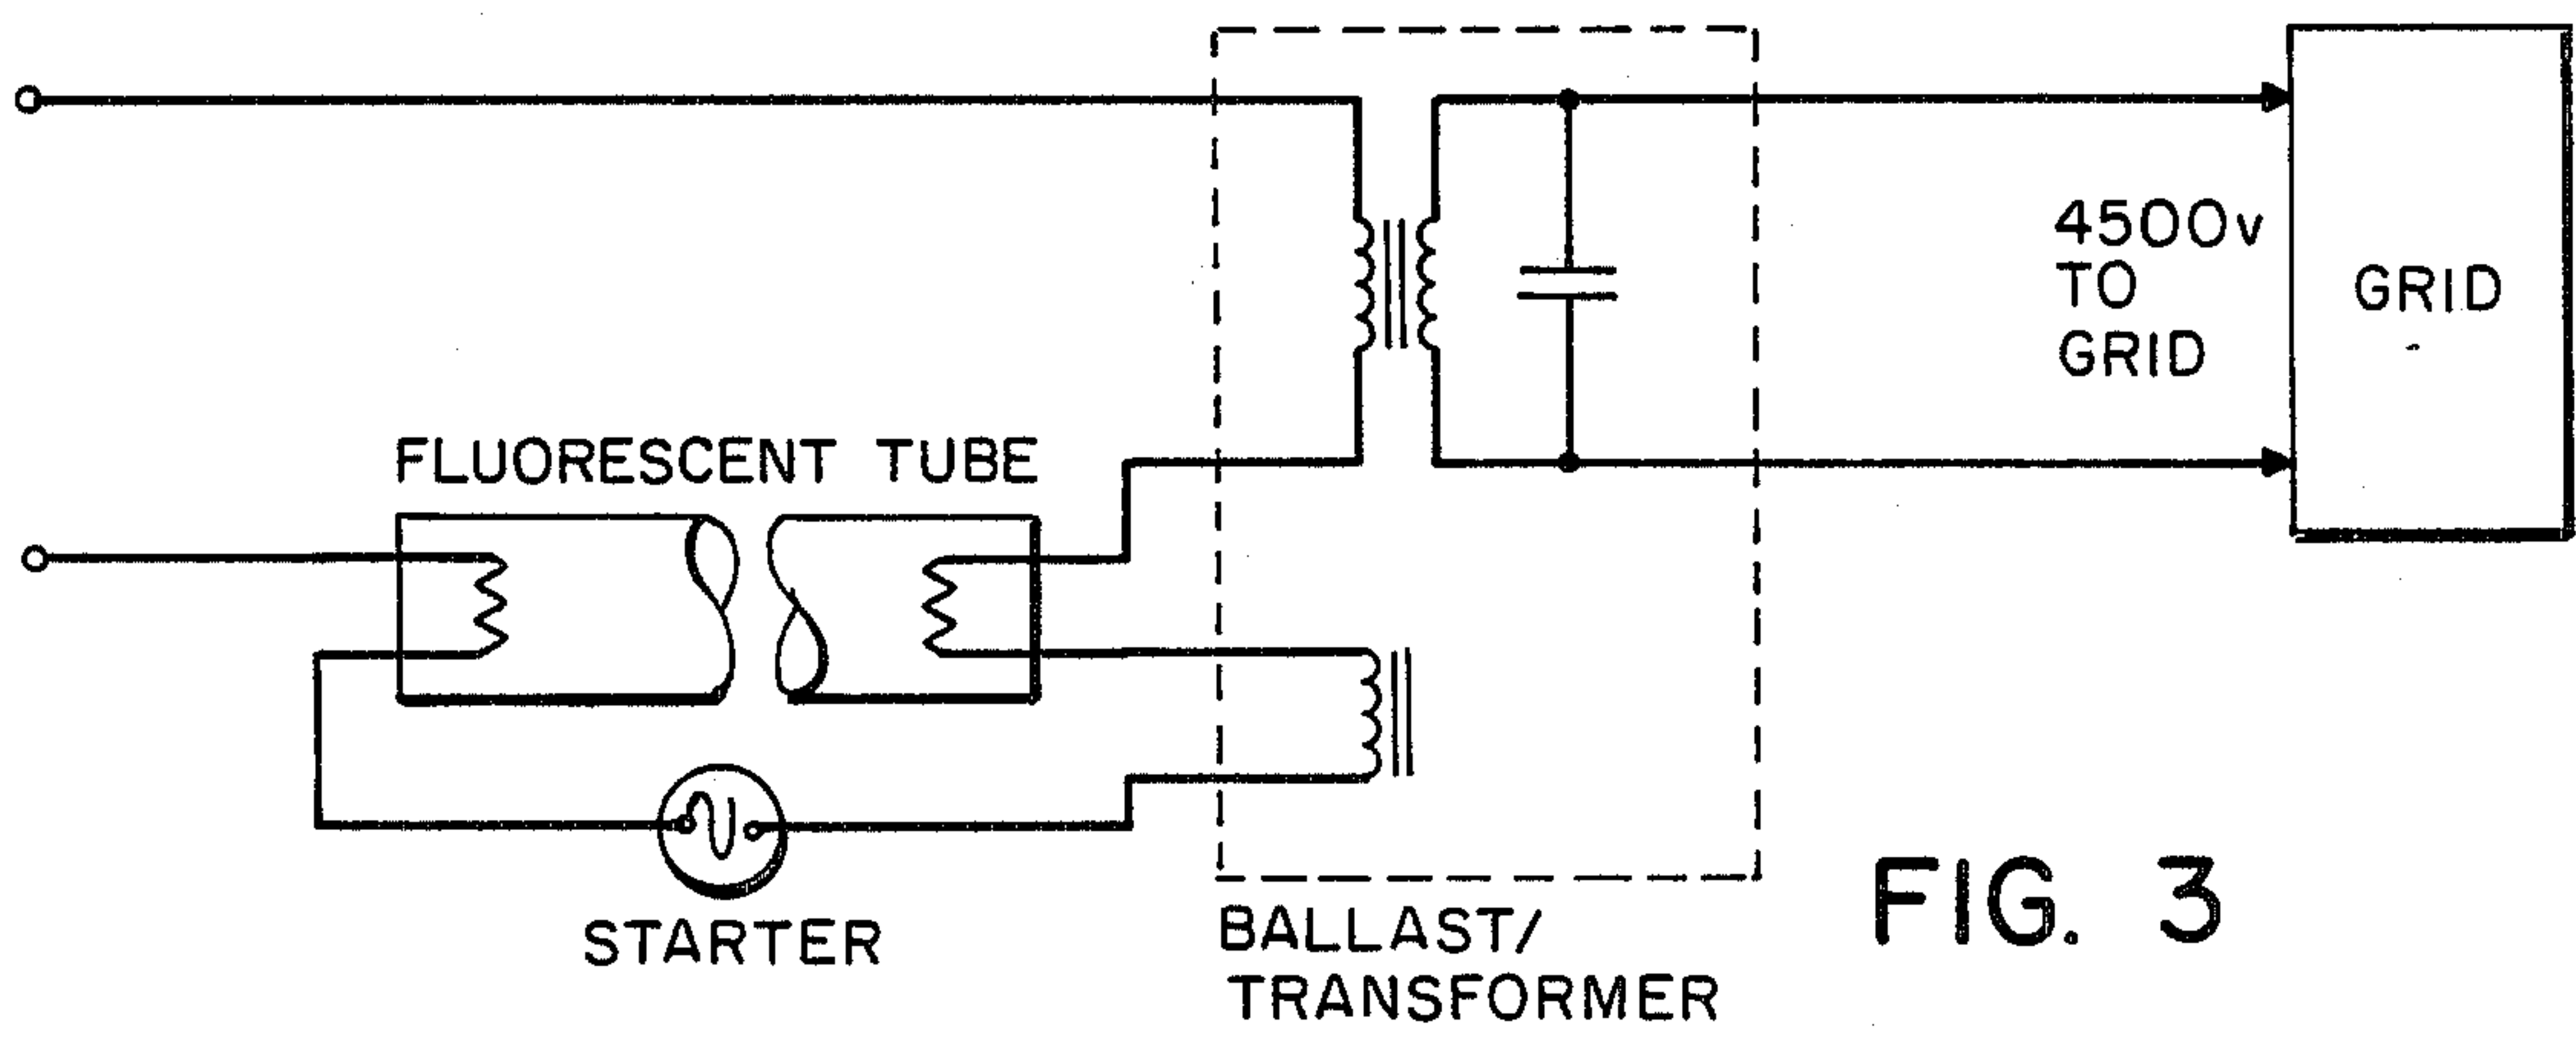 4500v
TO
GRID
GRID
FLUORESCENT TUBE
STARTER
BALLAST/
TRANSFORMER
FIG. 3